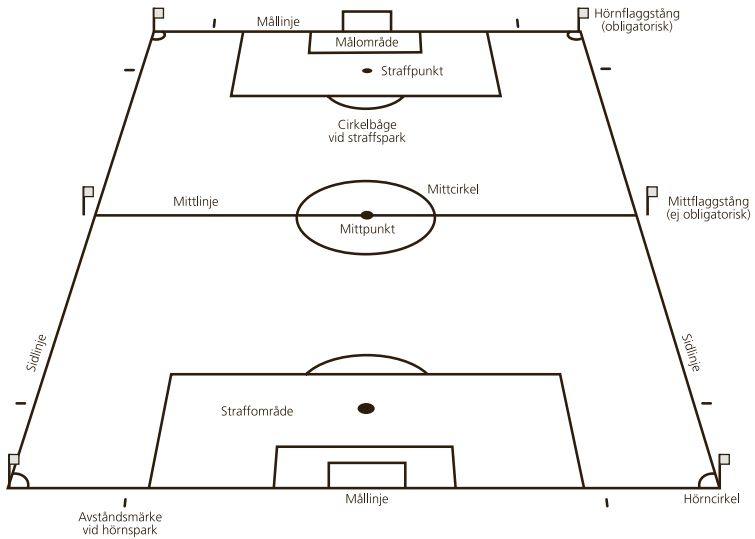 Mållinje
Hörnflaggstång
(obligatorisk)
Målområde
Straffpunkt
Cirkelbåge
vid straffspark
Mittcirkel
Mittlinje
Mittflaggstång
(ej obligatorisk)
Mittpunkt
Sidlinje
Sidlinje
Straffområde
Mållinje
Hörncirkel
Avståndsmärke
vid hörnspark